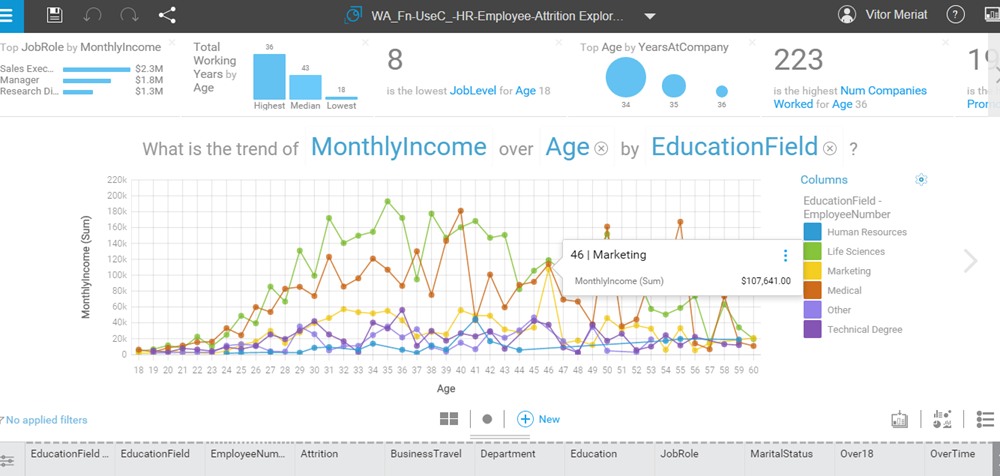 WA_Fn-UseC_-HR-Employee-Attrition Explor...
Vitor Meriat
?
Top JobRole by MonthlyIncome
Sales Exec... $2.3M
Manager $1.8M
Research Di... $1.3M
Total
Working
Years by
Age
36
43
18
Highest Median Lowest
8
is the lowest JobLevel for Age 18
Top Age by YearsAtCompany
34 35 36
223
is the highest Num Companies
Worked for Age 36
What is the trend of MonthlyIncome over Age by EducationField ?
MonthlyIncome (Sum)
220k
200k
180k
160k
140k
120k
100k
80k
60k
40k
20k
0
18 19 20 21 22 23 24 25 26 27 28 29 30 31 32 33 34 35 36 37 38 39 40 41 42 43 44 45 46 47 48 49 50 51 52 53 54 55 56 57 58 59 60
Age
46 | Marketing
MonthlyIncome (Sum) $107,641.00
Columns
EducationField -
EmployeeNumber
Human Resources
Life Sciences
Marketing
Medical
Other
Technical Degree
No applied filters
New
EducationField ... EducationField EmployeeNum... Attrition BusinessTravel Department Education JobRole MaritalStatus Over18 OverTime